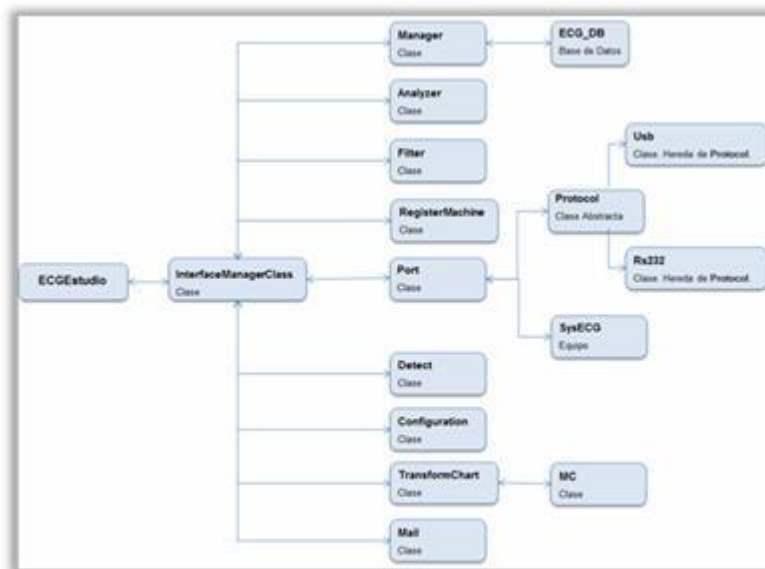 Manager
Clase
ECG_DB
Base de Datos
Analyzer
Clase
Filter
Clase
Usb
Clase. Hereda de Protocol.
RegisterMachine
Clase
Protocol
Clase Abstracta
ECGEstudio
InterfaceManagerClass
Clase
Port
Clase
Rs232
Clase. Hereda de Protocol.
SysECG
Equipo
Detect
Clase
Configuration
Clase
TransformChart
Clase
MC
Clase
Mail
Clase